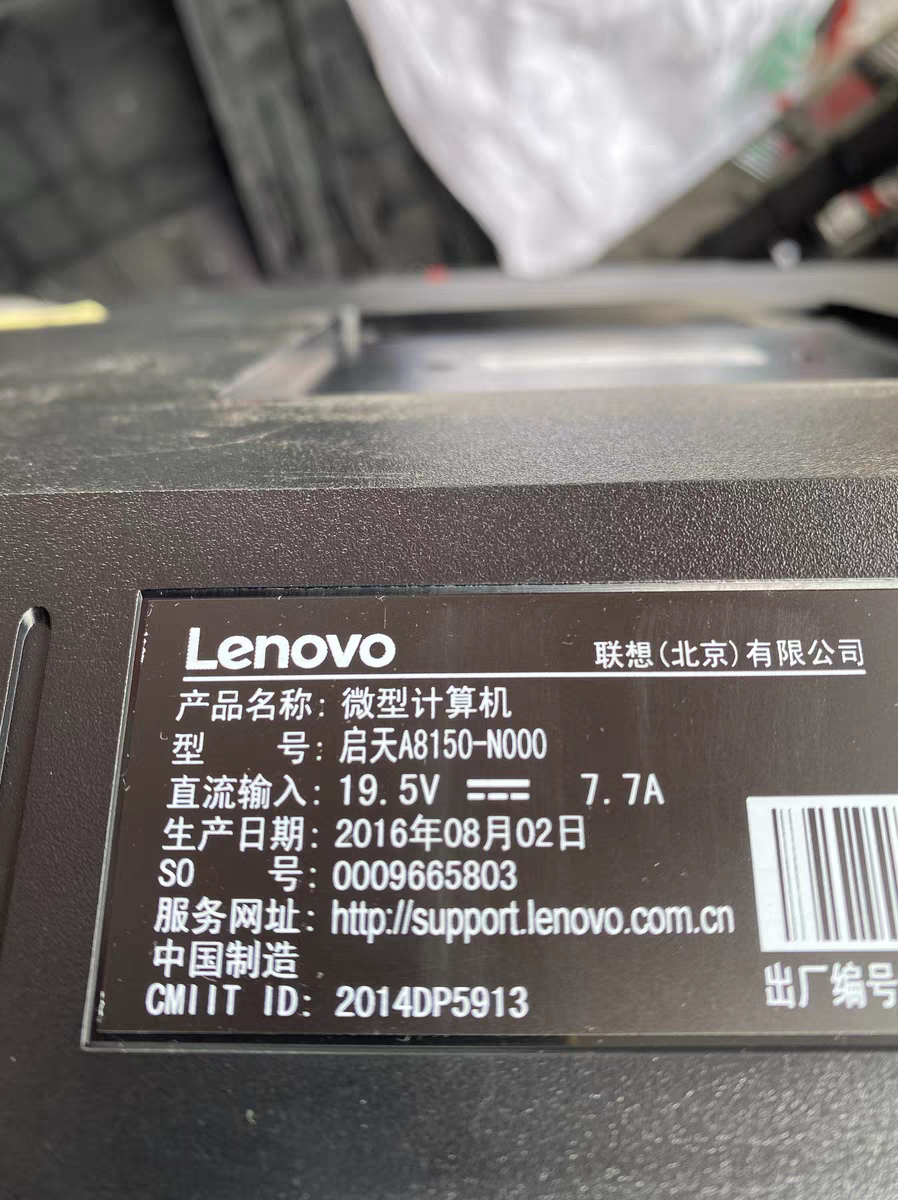 Lenovo 联想(北京)有限公司
产品名称: 微型计算机
型 号: 启天A8150-N000
直流输入: 19.5V ⎓ 7.7A
生产日期: 2016年08月02日
SO 号: 0009665803
服务网址: http://support.lenovo.com.cn
中国制造
CMIIT ID: 2014DP5913
出厂编号